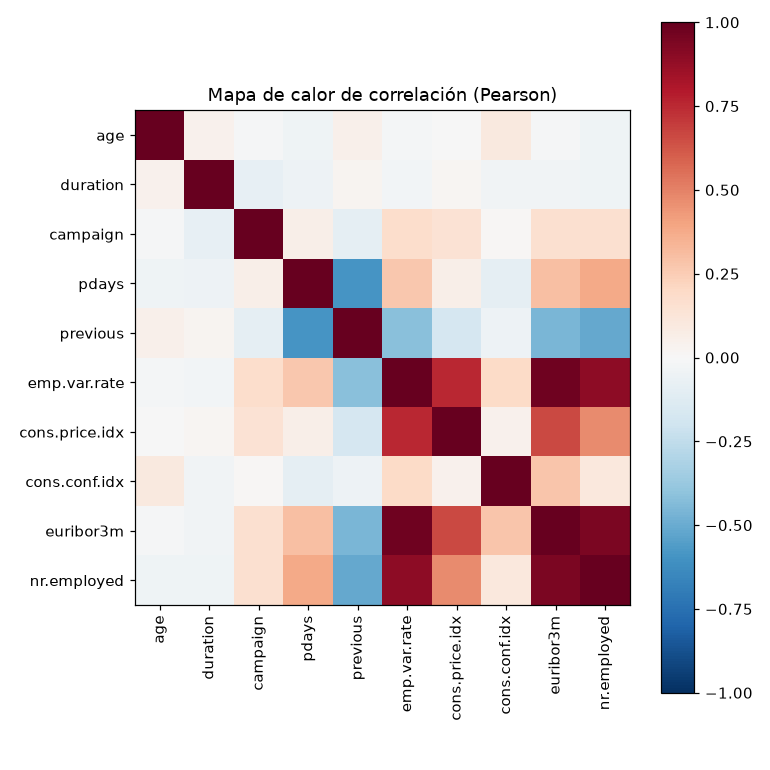 Mapa de calor de correlación (Pearson)
age
duration
campaign
pdays
previous
emp.var.rate
cons.price.idx
cons.conf.idx
euribor3m
nr.employed
age
duration
campaign
pdays
previous
emp.var.rate
cons.price.idx
cons.conf.idx
euribor3m
nr.employed
1.00
0.75
0.50
0.25
0.00
−0.25
−0.50
−0.75
−1.00